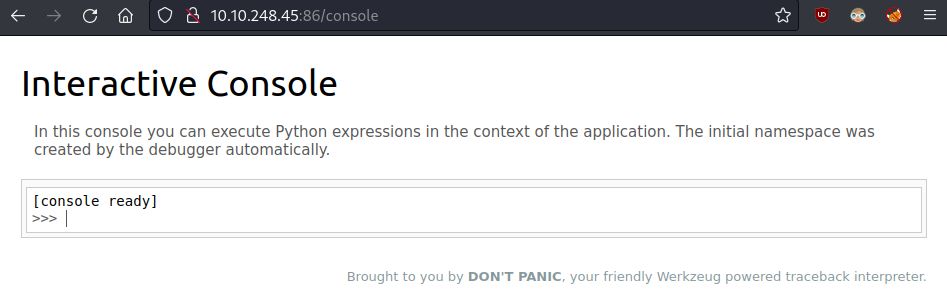 10.10.248.45:86/console
Interactive Console
In this console you can execute Python expressions in the context of the application. The initial namespace was
created by the debugger automatically.
[console ready]
>>>
Brought to you by DON'T PANIC, your friendly Werkzeug powered traceback interpreter.